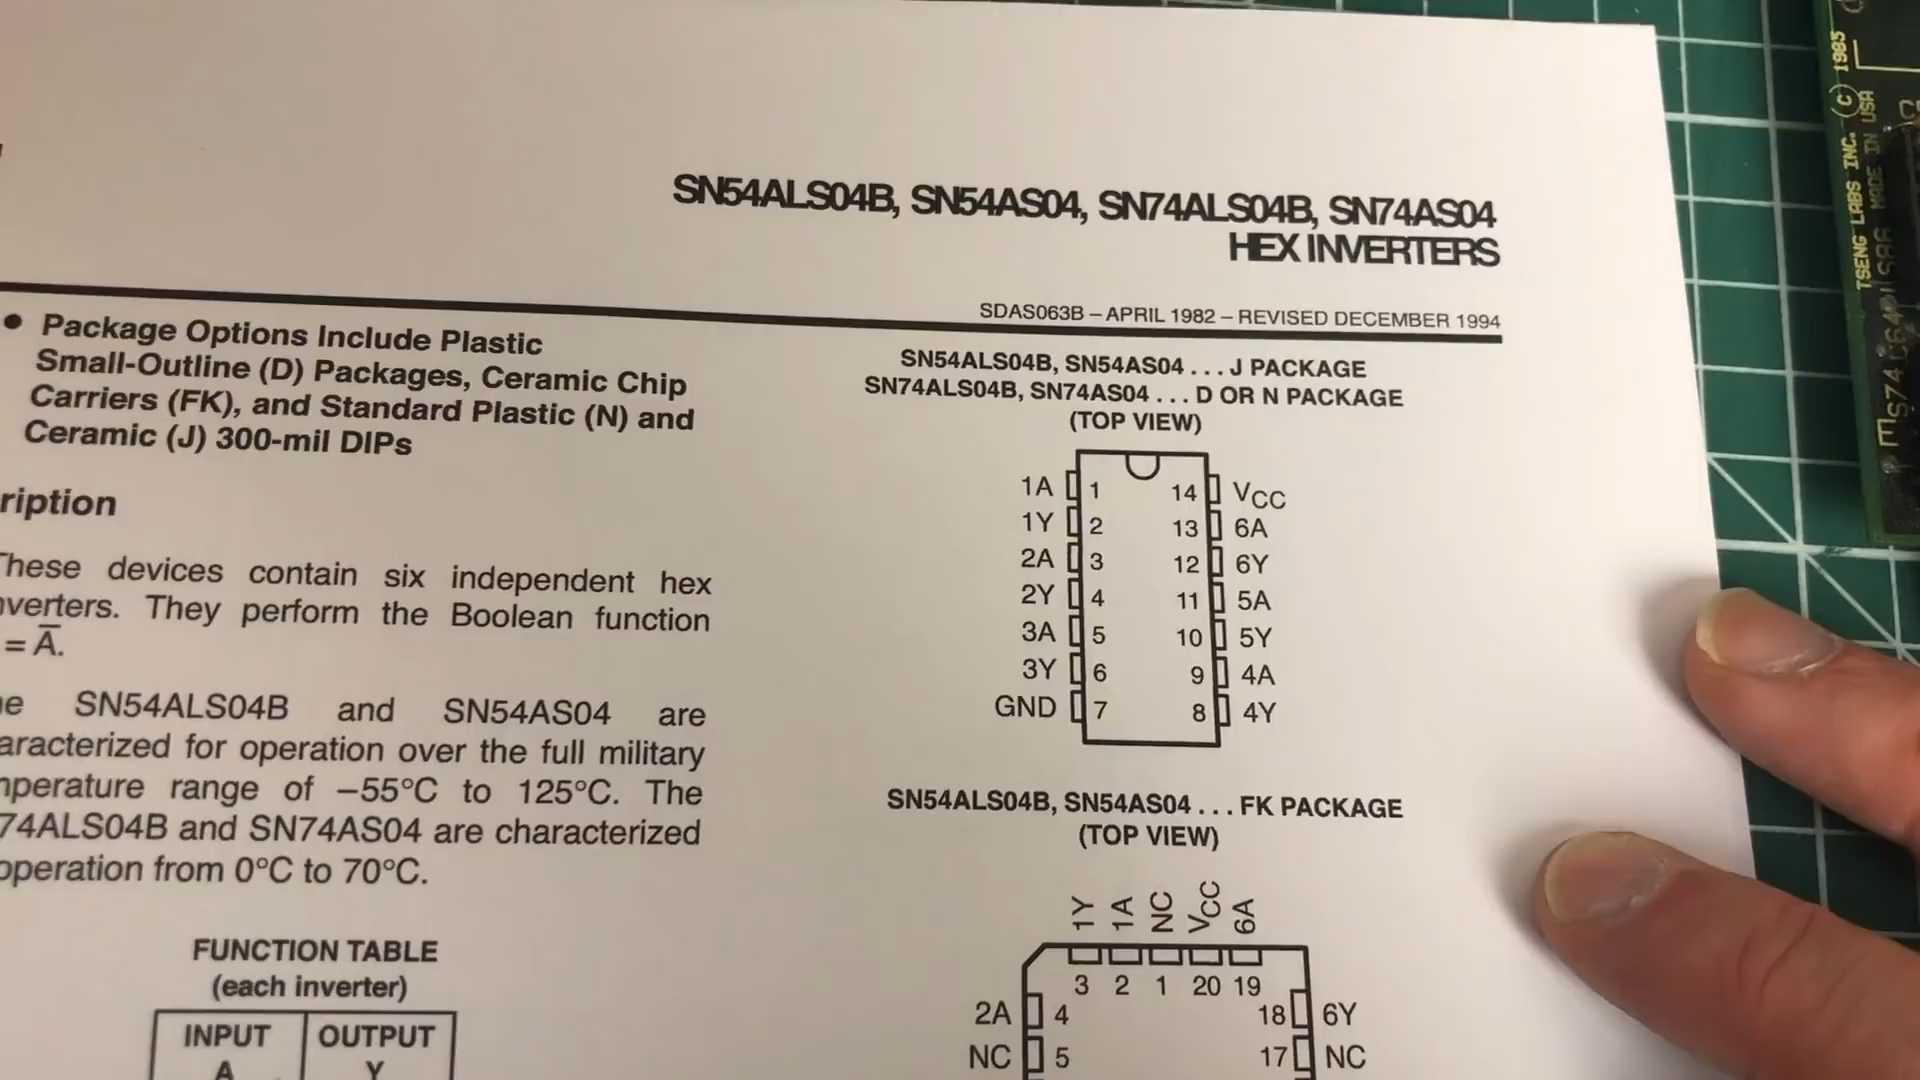 SN54ALS04B, SN54AS04, SN74ALS04B, SN74AS04
HEX INVERTERS
SDAS063B – APRIL 1982 – REVISED DECEMBER 1994
● Package Options Include Plastic
Small-Outline (D) Packages, Ceramic Chip
Carriers (FK), and Standard Plastic (N) and
Ceramic (J) 300-mil DIPs
ription
These devices contain six independent hex
nverters. They perform the Boolean function
= A̅.
e SN54ALS04B and SN54AS04 are
aracterized for operation over the full military
mperature range of –55°C to 125°C. The
74ALS04B and SN74AS04 are characterized
operation from 0°C to 70°C.
FUNCTION TABLE
(each inverter)
INPUT OUTPUT
A Y
SN54ALS04B, SN54AS04 . . . J PACKAGE
SN74ALS04B, SN74AS04 . . . D OR N PACKAGE
(TOP VIEW)
1A 1 14 VCC
1Y 2 13 6A
2A 3 12 6Y
2Y 4 11 5A
3A 5 10 5Y
3Y 6 9 4A
GND 7 8 4Y
SN54ALS04B, SN54AS04 . . . FK PACKAGE
(TOP VIEW)
1Y 1A NC VCC 6A
3 2 1 20 19
2A 4 18 6Y
NC 5 17 NC
TSENG LABS INC. (C) 1983
MADE IN USA